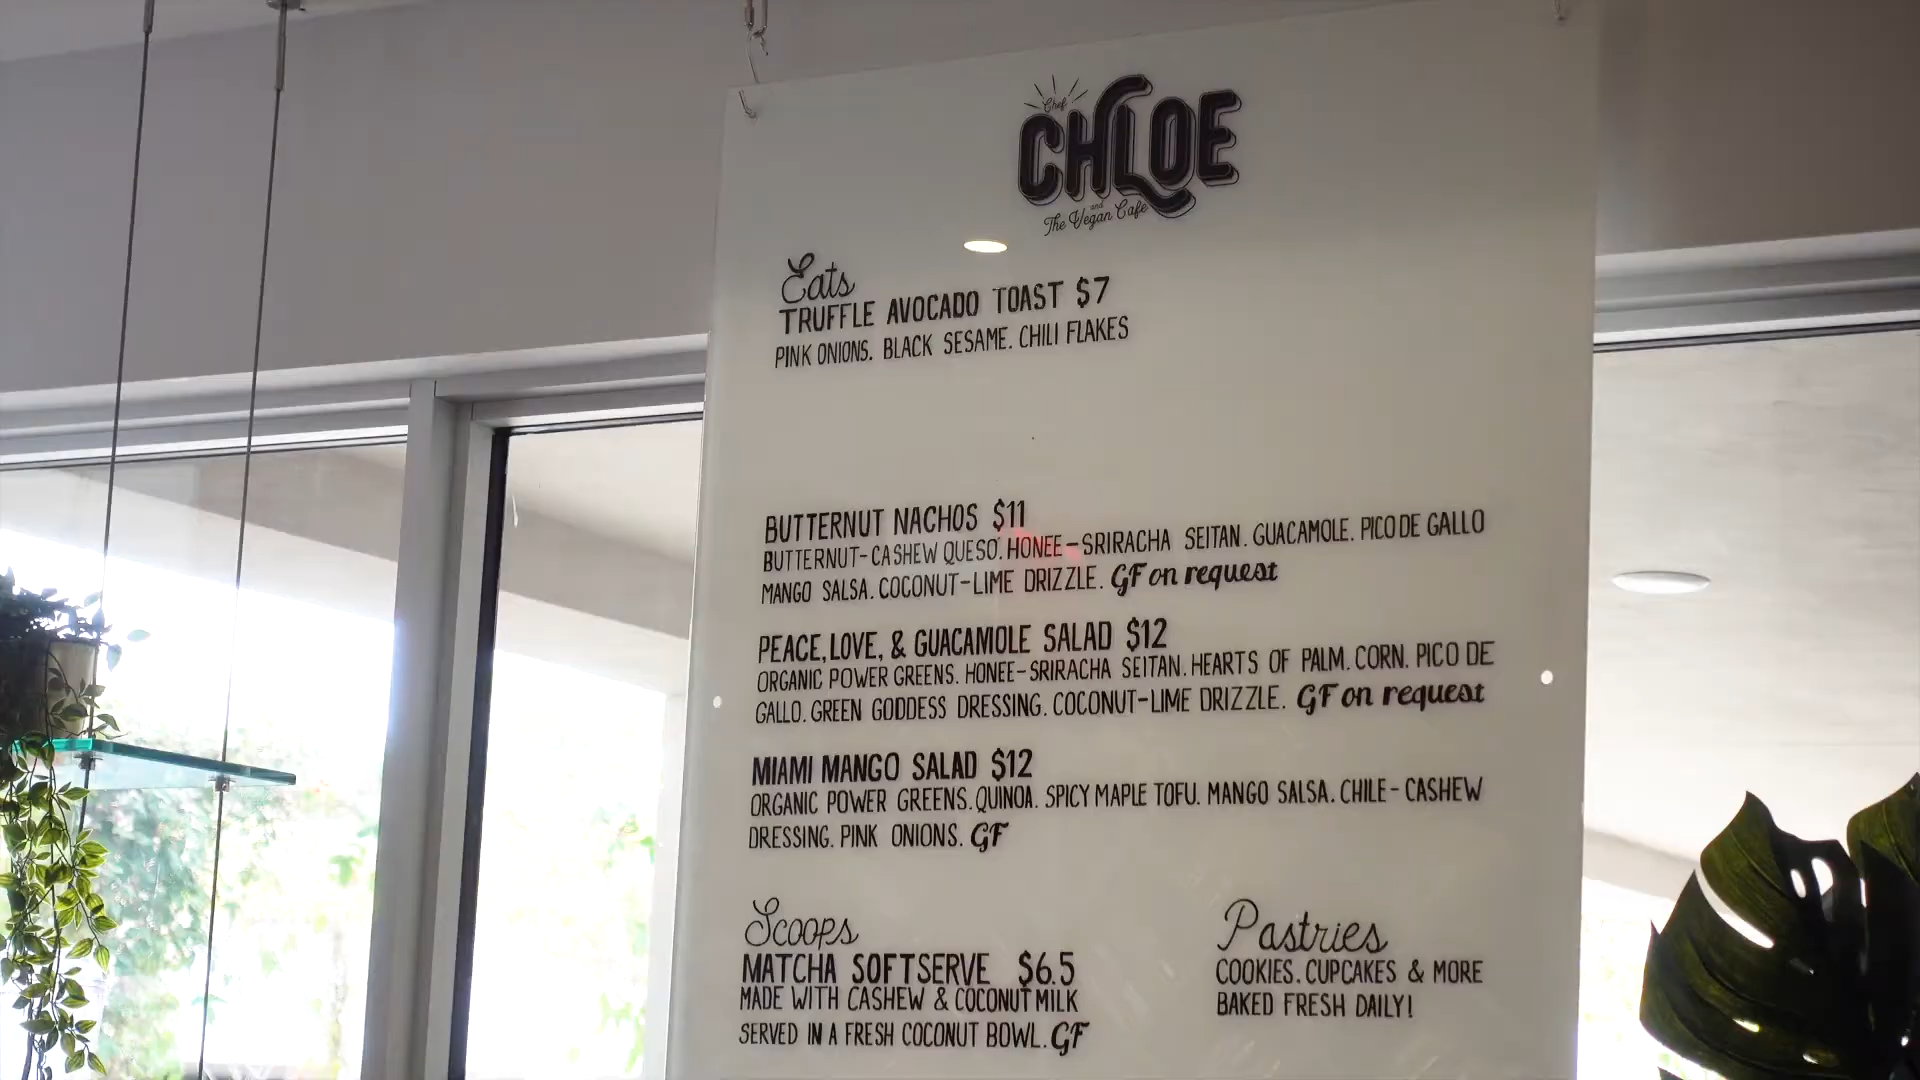 Chef
CHLOE
and
The Vegan Cafe
Eats
TRUFFLE AVOCADO TOAST $7
PINK ONIONS. BLACK SESAME. CHILI FLAKES
BUTTERNUT NACHOS $11
BUTTERNUT-CASHEW QUESO. HONEE-SRIRACHA SEITAN. GUACAMOLE. PICO DE GALLO
MANGO SALSA. COCONUT-LIME DRIZZLE. GF on request
PEACE, LOVE, & GUACAMOLE SALAD $12
ORGANIC POWER GREENS. HONEE-SRIRACHA SEITAN. HEARTS OF PALM. CORN. PICO DE
GALLO. GREEN GODDESS DRESSING. COCONUT-LIME DRIZZLE. GF on request
MIAMI MANGO SALAD $12
ORGANIC POWER GREENS. QUINOA. SPICY MAPLE TOFU. MANGO SALSA. CHILE-CASHEW
DRESSING. PINK ONIONS. GF
Scoops
MATCHA SOFTSERVE $6.5
MADE WITH CASHEW & COCONUT MILK
SERVED IN A FRESH COCONUT BOWL. GF
Pastries
COOKIES. CUPCAKES & MORE
BAKED FRESH DAILY!